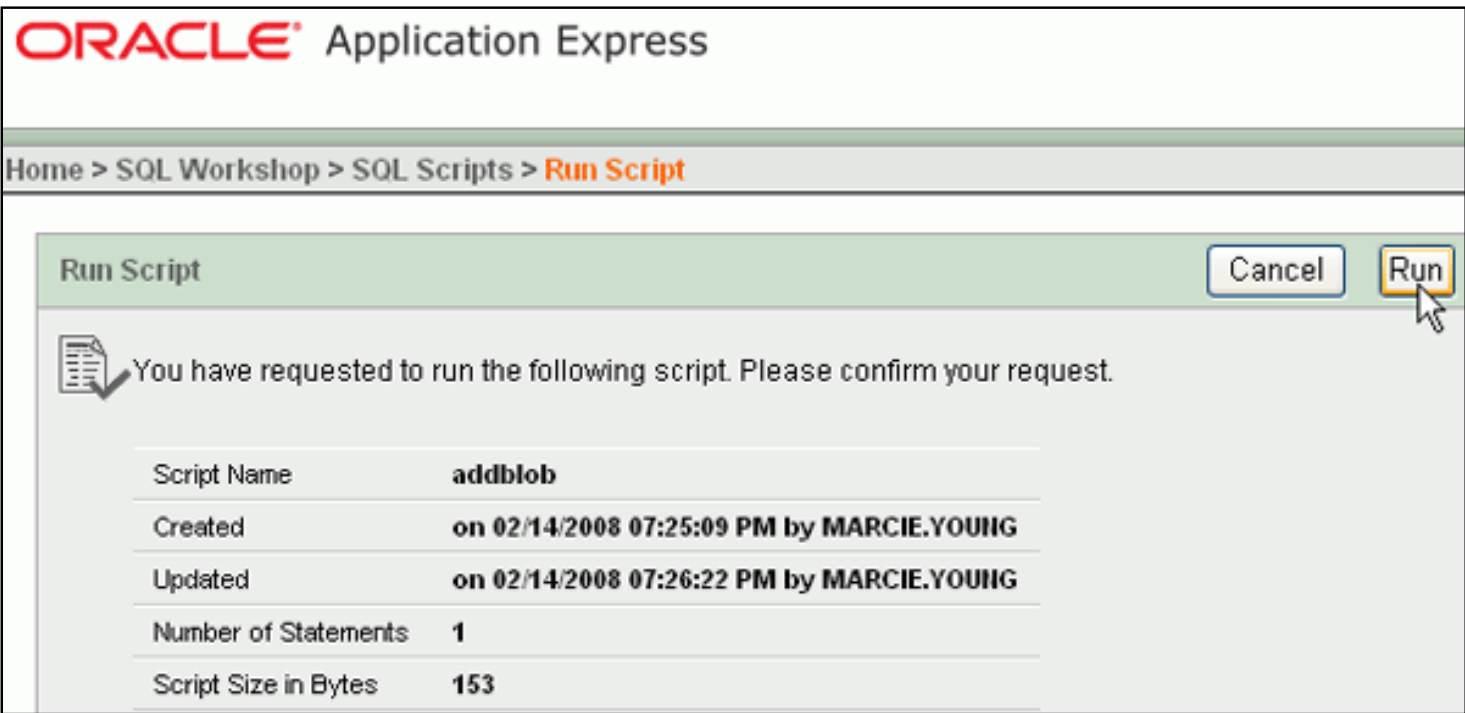 ORACLE Application Express
Home > SQL Workshop > SQL Scripts > Run Script
Run Script Cancel Run
You have requested to run the following script. Please confirm your request.
Script Name addblob
Created on 02/14/2008 07:25:09 PM by MARCIE.YOUNG
Updated on 02/14/2008 07:26:22 PM by MARCIE.YOUNG
Number of Statements 1
Script Size in Bytes 153